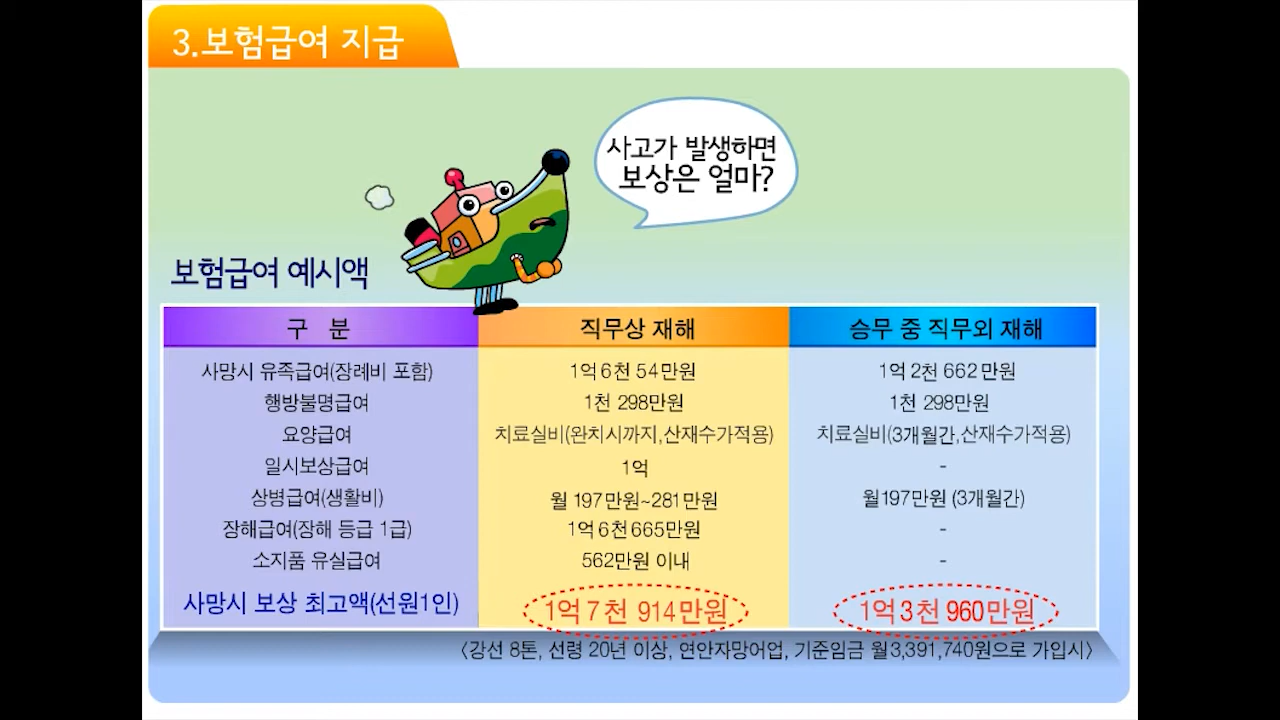 3.보험급여 지급
사고가 발생하면
보상은 얼마?
보험급여 예시액
구 분 직무상 재해 승무 중 직무외 재해
사망시 유족급여(장례비 포함) 1억 6천 54만원 1억 2천 662만원
행방불명급여 1천 298만원 1천 298만원
요양급여 치료실비(완치시까지,산재수가적용) 치료실비(3개월간,산재수가적용)
일시보상급여 1억 -
상병급여(생활비) 월 197만원~281만원 월197만원 (3개월간)
장해급여(장해 등급 1급) 1억 6천 665만원 -
소지품 유실급여 562만원 이내 -
사망시 보상 최고액(선원1인) 1억 7천 914만원 1억 3천 960만원
〈강선 8톤, 선령 20년 이상, 연안자망어업, 기준임금 월3,391,740원으로 가입시〉